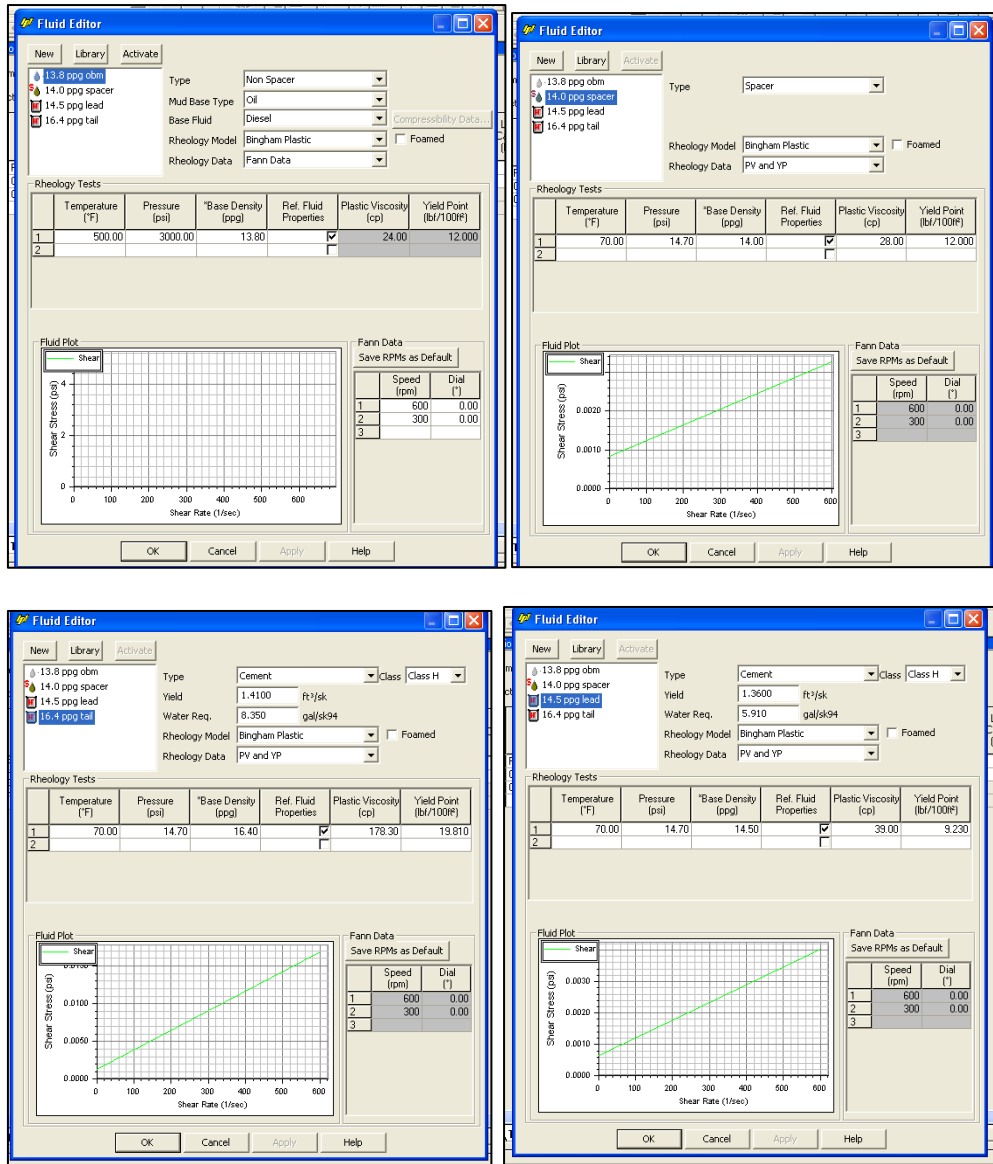 Fluid Editor
New Library Activate
13.8 ppg obm
14.0 ppg spacer
14.5 ppg lead
16.4 ppg tail
Type Non Spacer
Mud Base Type Oil
Base Fluid Diesel Compressibility Data...
Rheology Model Bingham Plastic Foamed
Rheology Data Fann Data
Rheology Tests
Temperature (°F) Pressure (psi) "Base Density (ppg) Ref. Fluid Properties Plastic Viscosity (cp) Yield Point (lbf/100ft²)
1 500.00 3000.00 13.80 24.00 12.000
2
Fluid Plot
Shear
Shear Stress (psi)
4
2
0
0 100 200 300 400 500 600
Shear Rate (1/sec)
Fann Data
Save RPMs as Default
Speed (rpm) Dial (°)
1 600 0.00
2 300 0.00
3
OK Cancel Apply Help
Fluid Editor
New Library Activate
13.8 ppg obm
14.0 ppg spacer
14.5 ppg lead
16.4 ppg tail
Type Spacer
Rheology Model Bingham Plastic Foamed
Rheology Data PV and YP
Rheology Tests
Temperature (°F) Pressure (psi) "Base Density (ppg) Ref. Fluid Properties Plastic Viscosity (cp) Yield Point (lbf/100ft²)
1 70.00 14.70 14.00 28.00 12.000
2
Fluid Plot
Shear
Shear Stress (psi)
0.0020
0.0010
0.0000
0 100 200 300 400 500 600
Shear Rate (1/sec)
Fann Data
Save RPMs as Default
Speed (rpm) Dial (°)
1 600 0.00
2 300 0.00
3
OK Cancel Apply Help
Fluid Editor
New Library Activate
13.8 ppg obm
14.0 ppg spacer
14.5 ppg lead
16.4 ppg tail
Type Cement Class Class H
Yield 1.4100 ft³/sk
Water Req. 8.350 gal/sk94
Rheology Model Bingham Plastic Foamed
Rheology Data PV and YP
Rheology Tests
Temperature (°F) Pressure (psi) "Base Density (ppg) Ref. Fluid Properties Plastic Viscosity (cp) Yield Point (lbf/100ft²)
1 70.00 14.70 16.40 178.30 19.810
2
Fluid Plot
Shear
Shear Stress (psi)
0.0150
0.0100
0.0050
0.0000
0 100 200 300 400 500 600
Shear Rate (1/sec)
Fann Data
Save RPMs as Default
Speed (rpm) Dial (°)
1 600 0.00
2 300 0.00
3
OK Cancel Apply Help
Fluid Editor
New Library Activate
13.8 ppg obm
14.0 ppg spacer
14.5 ppg lead
16.4 ppg tail
Type Cement Class Class H
Yield 1.3600 ft³/sk
Water Req. 5.910 gal/sk94
Rheology Model Bingham Plastic Foamed
Rheology Data PV and YP
Rheology Tests
Temperature (°F) Pressure (psi) "Base Density (ppg) Ref. Fluid Properties Plastic Viscosity (cp) Yield Point (lbf/100ft²)
1 70.00 14.70 14.50 39.00 9.230
2
Fluid Plot
Shear
Shear Stress (psi)
0.0030
0.0020
0.0010
0.0000
0 100 200 300 400 500 600
Shear Rate (1/sec)
Fann Data
Save RPMs as Default
Speed (rpm) Dial (°)
1 600 0.00
2 300 0.00
3
OK Cancel Apply Help